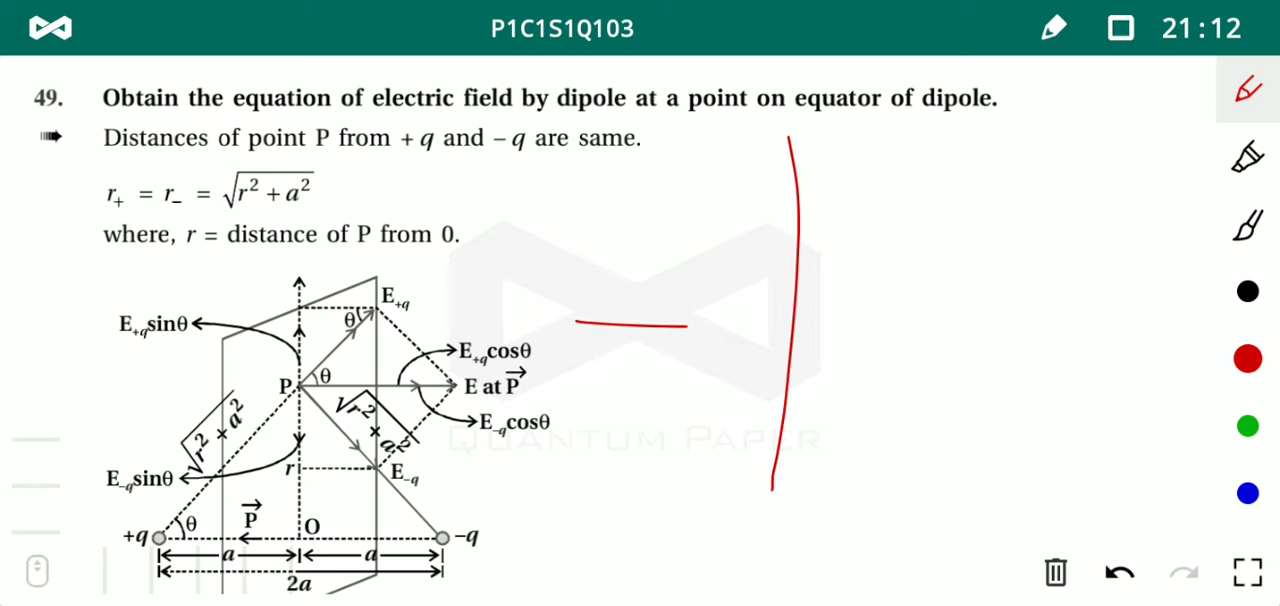 P1C1S1Q103
21:12
49. Obtain the equation of electric field by dipole at a point on equator of dipole.
Distances of point P from + q and − q are same.
r₊ = r₋ = √(r² + a²)
where, r = distance of P from 0.
E₊q
E₊qsinθ
θ
E₊qcosθ
P
θ
E at P⃗
√r² + a²
√r² + a²
E₋qcosθ
QUANTUM PAPER
E₋qsinθ
r
E₋q
P⃗
θ
O
+q
−q
a
a
2a